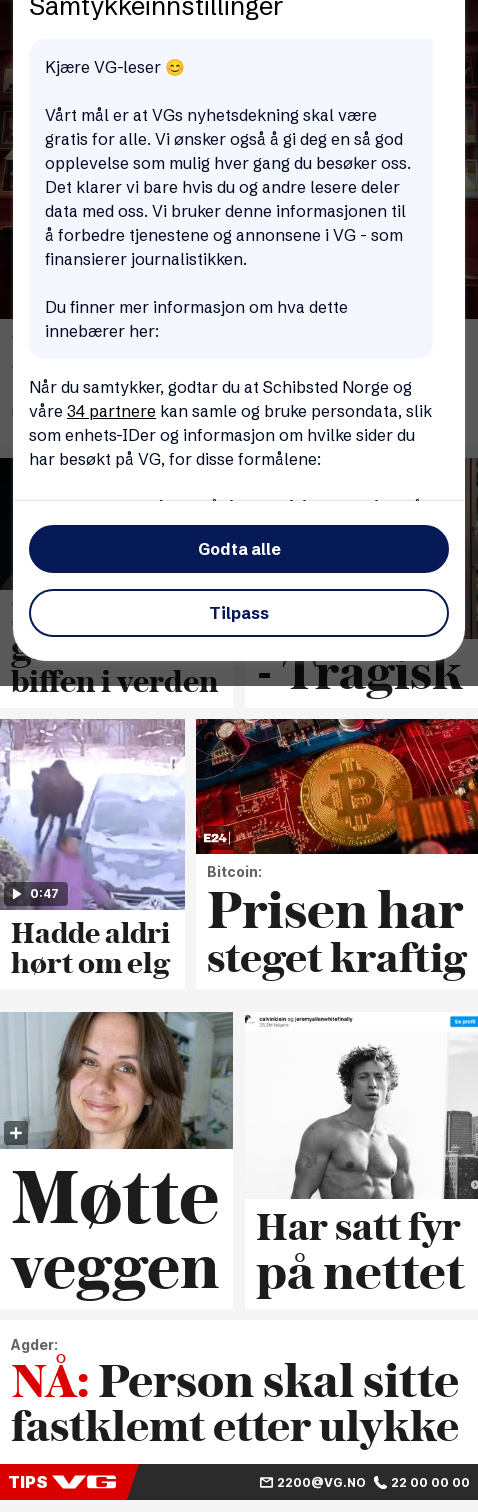 Samtykkeinnstillinger
Kjære VG-leser 😊
Vårt mål er at VGs nyhetsdekning skal være
gratis for alle. Vi ønsker også å gi deg en så god
opplevelse som mulig hver gang du besøker oss.
Det klarer vi bare hvis du og andre lesere deler
data med oss. Vi bruker denne informasjonen til
å forbedre tjenestene og annonsene i VG - som
finansierer journalistikken.
Du finner mer informasjon om hva dette
innebærer her:
Når du samtykker, godtar du at Schibsted Norge og
våre 34 partnere kan samle og bruke persondata, slik
som enhets-IDer og informasjon om hvilke sider du
har besøkt på VG, for disse formålene:
Godta alle
Tilpass
biffen i verden
- Tragisk
0:47
Hadde aldri
hørt om elg
E24
Bitcoin:
Prisen har
steget kraftig
Møtte
veggen
calvinklein og jeremyallenwhitefinally
Se profil
Har satt fyr
på nettet
Agder:
NÅ: Person skal sitte
fastklemt etter ulykke
TIPS VG
2200@VG.NO
22 00 00 00